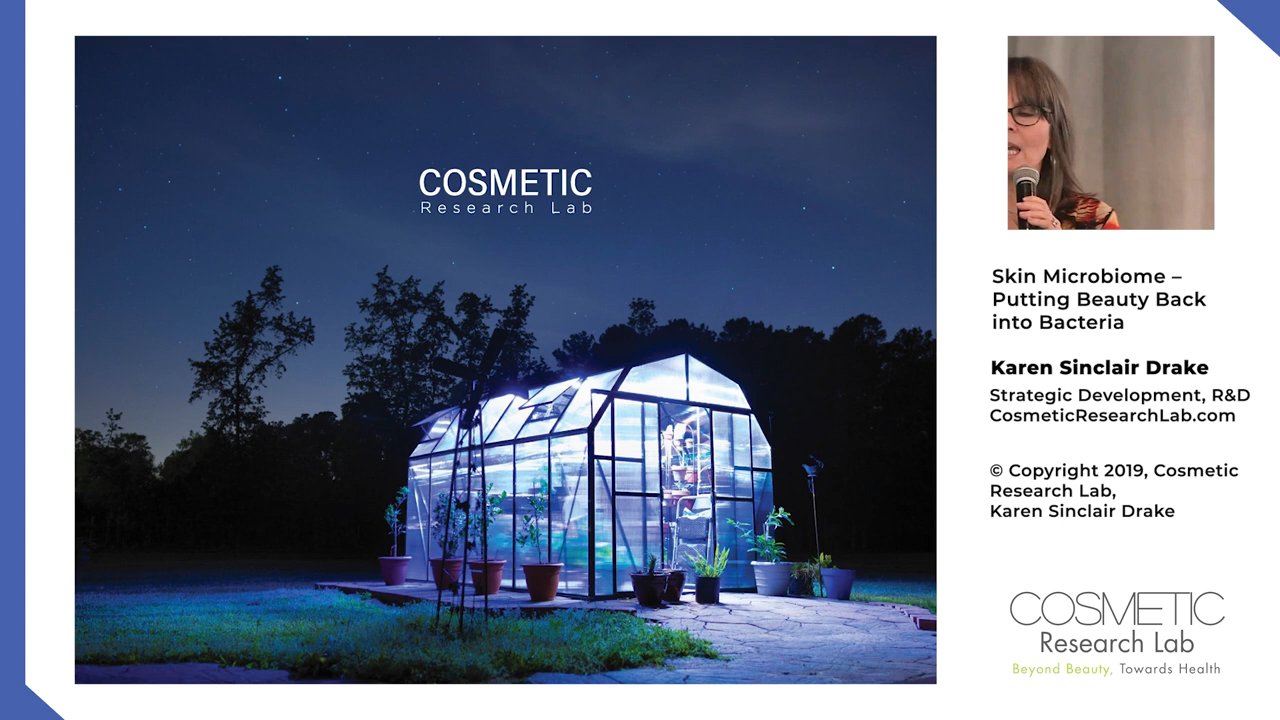 COSMETIC
Research Lab
Skin Microbiome –
Putting Beauty Back
into Bacteria
Karen Sinclair Drake
Strategic Development, R&D
CosmeticResearchLab.com
© Copyright 2019, Cosmetic
Research Lab,
Karen Sinclair Drake
COSMETIC
Research Lab
Beyond Beauty, Towards Health